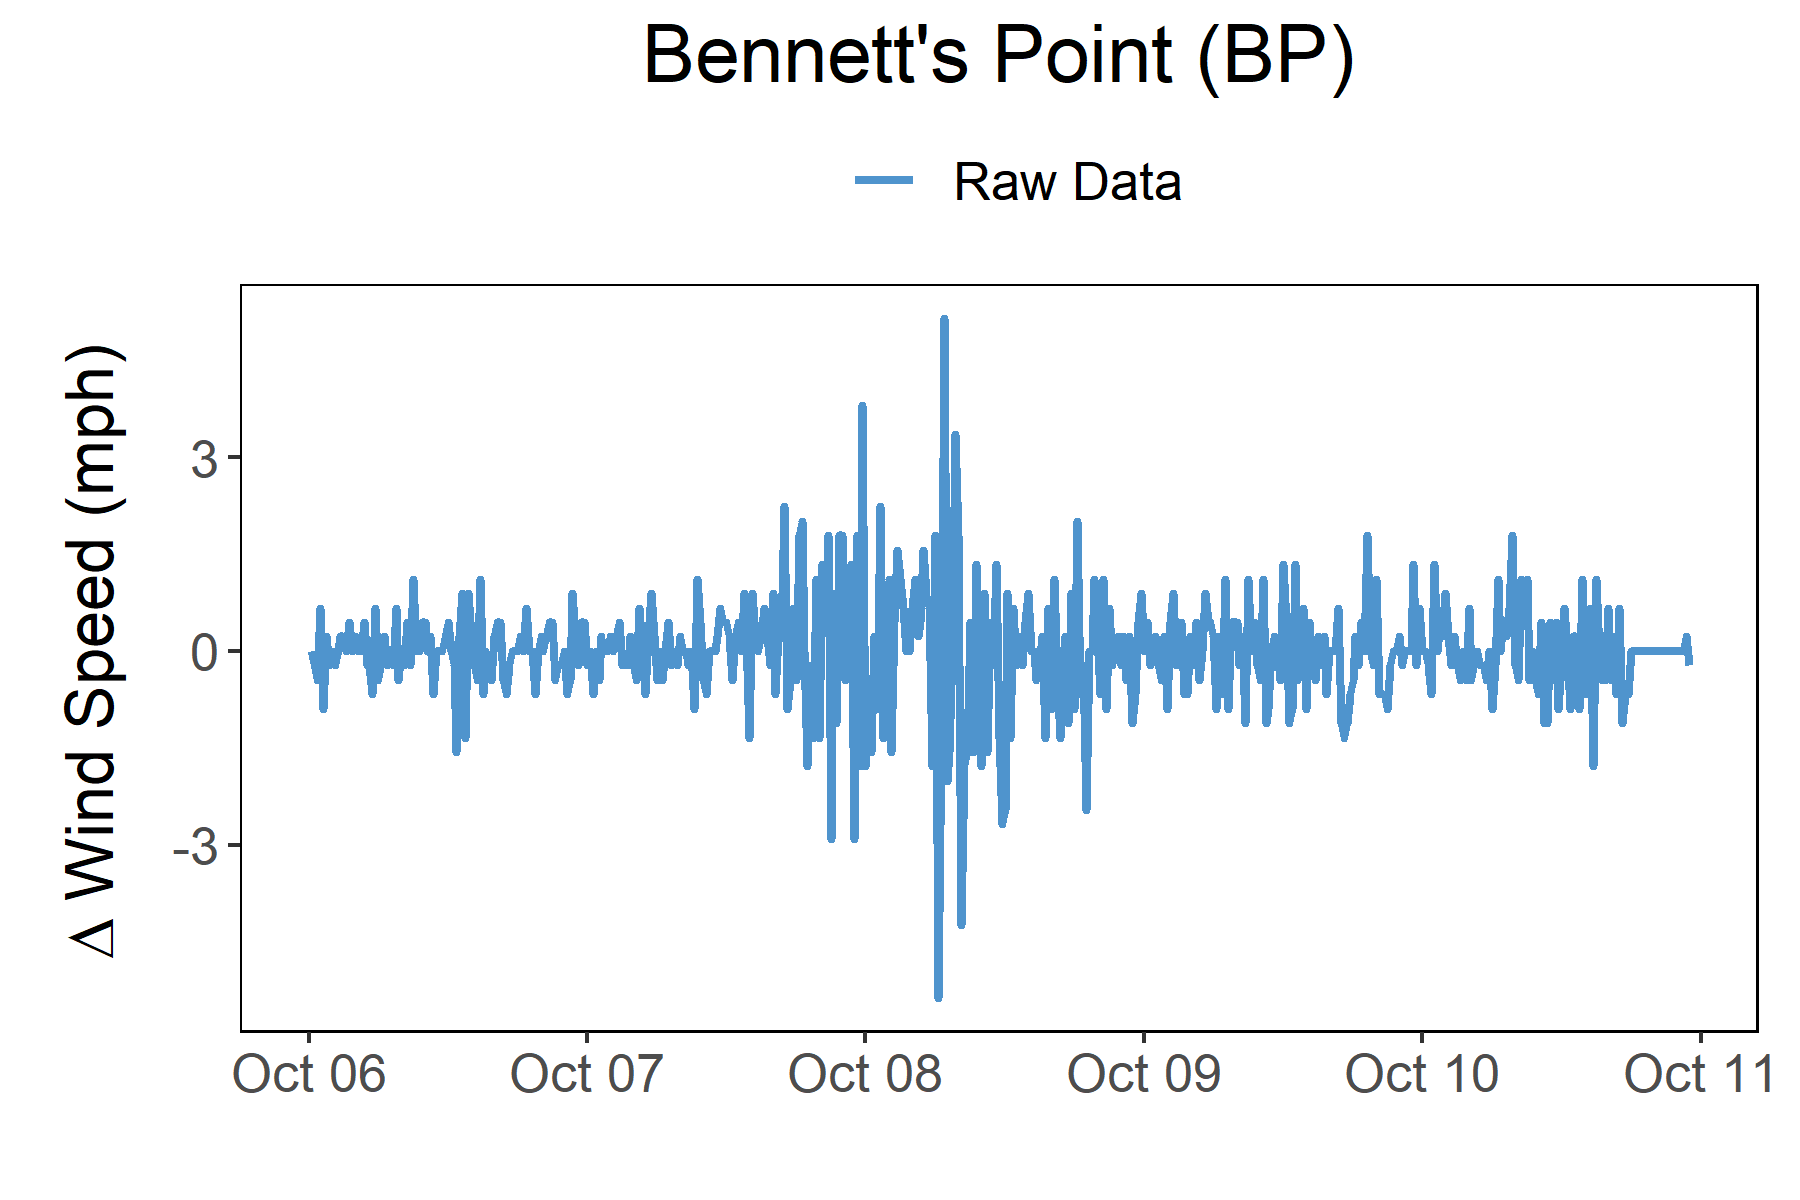 Bennett's Point (BP)
Raw Data
Δ Wind Speed (mph)
3
0
-3
Oct 06
Oct 07
Oct 08
Oct 09
Oct 10
Oct 11